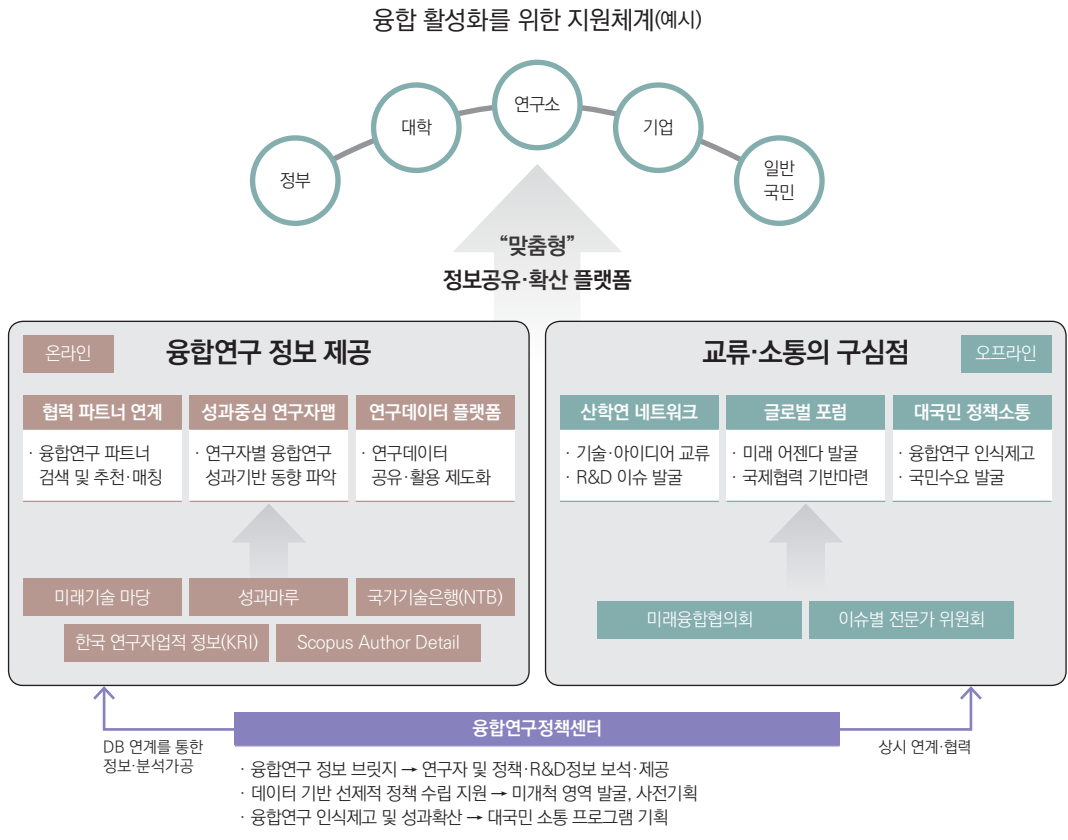 융합 활성화를 위한 지원체계(예시)
정부
대학
연구소
기업
일반
국민
“맞춤형”
정보공유·확산 플랫폼
온라인
융합연구 정보 제공
협력 파트너 연계
· 융합연구 파트너
검색 및 추천·매칭
성과중심 연구자맵
· 연구자별 융합연구
성과기반 동향 파악
연구데이터 플랫폼
· 연구데이터
공유·활용 제도화
미래기술 마당
성과마루
국가기술은행(NTB)
한국 연구자업적 정보(KRI)
Scopus Author Detail
교류·소통의 구심점
오프라인
산학연 네트워크
· 기술·아이디어 교류
· R&D 이슈 발굴
글로벌 포럼
· 미래 어젠다 발굴
· 국제협력 기반마련
대국민 정책소통
· 융합연구 인식제고
· 국민수요 발굴
미래융합협의회
이슈별 전문가 위원회
융합연구정책센터
DB 연계를 통한
정보·분석가공
상시 연계·협력
· 융합연구 정보 브릿지 → 연구자 및 정책·R&D정보 보석·제공
· 데이터 기반 선제적 정책 수립 지원 → 미개척 영역 발굴, 사전기획
· 융합연구 인식제고 및 성과확산 → 대국민 소통 프로그램 기획